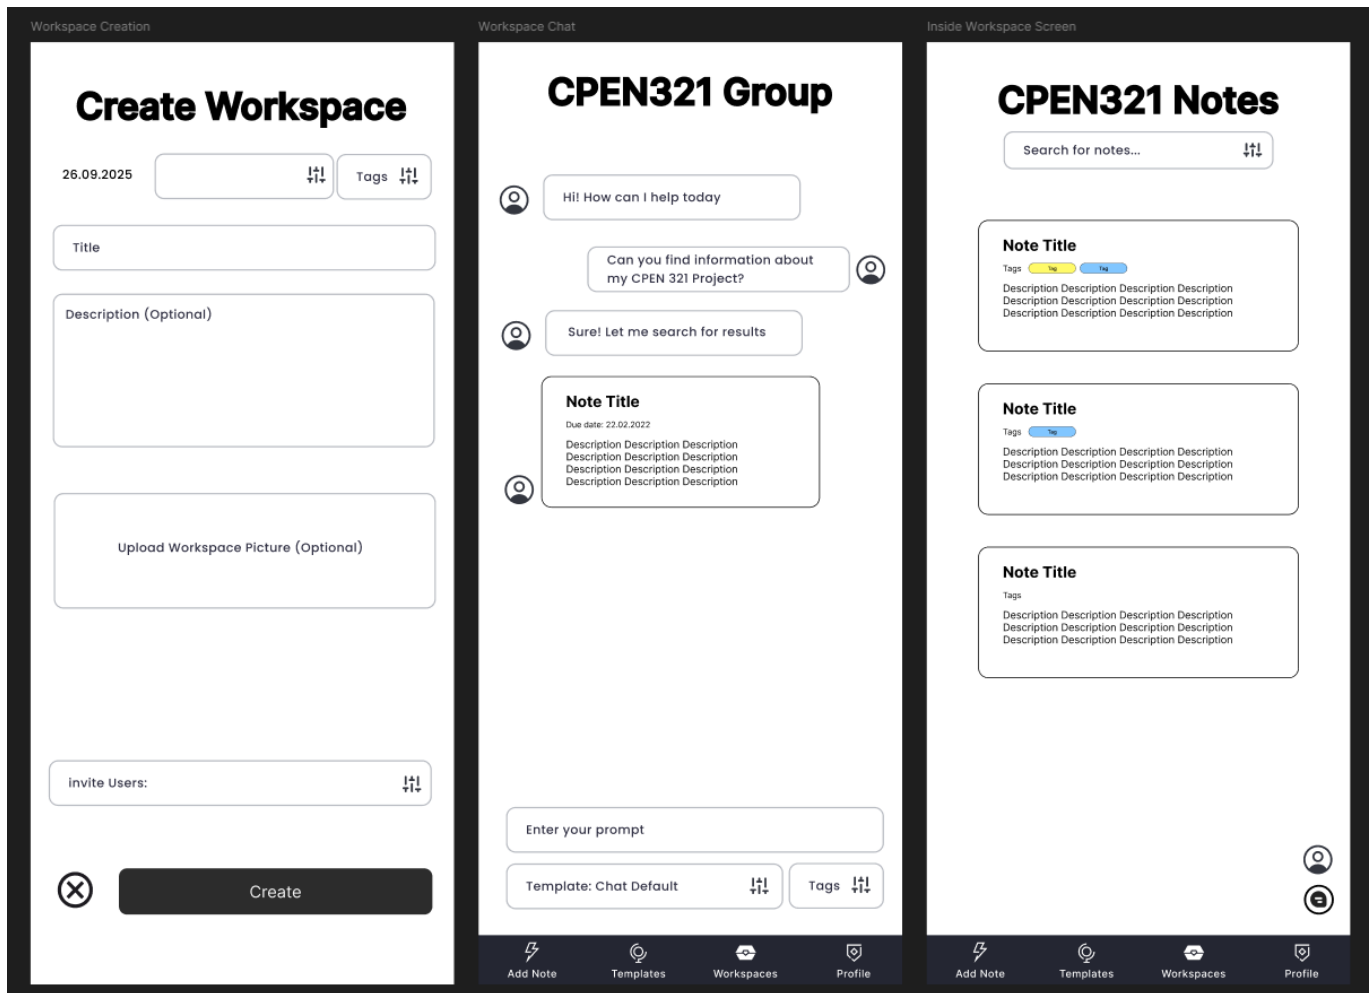 Workspace Creation
Create Workspace
26.09.2025
Tags
Title
Description (Optional)
Upload Workspace Picture (Optional)
invite Users:
Create
Workspace Chat
CPEN321 Group
Hi! How can I help today
Can you find information about
my CPEN 321 Project?
Sure! Let me search for results
Note Title
Due date: 22.02.2022
Description Description Description
Description Description Description
Description Description Description
Description Description Description
Enter your prompt
Template: Chat Default
Tags
Add Note
Templates
Workspaces
Profile
Inside Workspace Screen
CPEN321 Notes
Search for notes...
Note Title
Tags Tag Tag
Description Description Description Description
Description Description Description Description
Description Description Description Description
Note Title
Tags Tag
Description Description Description Description
Description Description Description Description
Description Description Description Description
Note Title
Tags
Description Description Description Description
Description Description Description Description
Description Description Description Description
Add Note
Templates
Workspaces
Profile